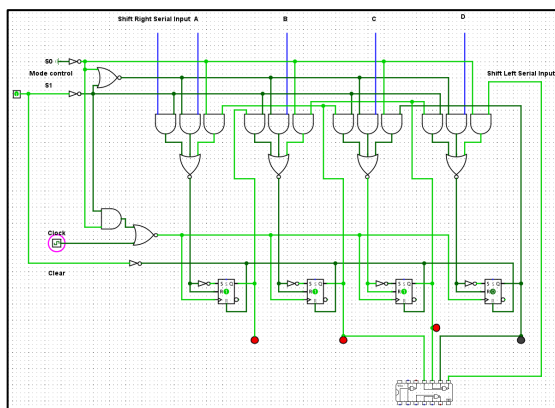 Shift Right Serial Input A B C D
S0
Mode control
S1
Shift Left Serial Input
Clock
Clear
S Q S Q S Q S Q
R R R R